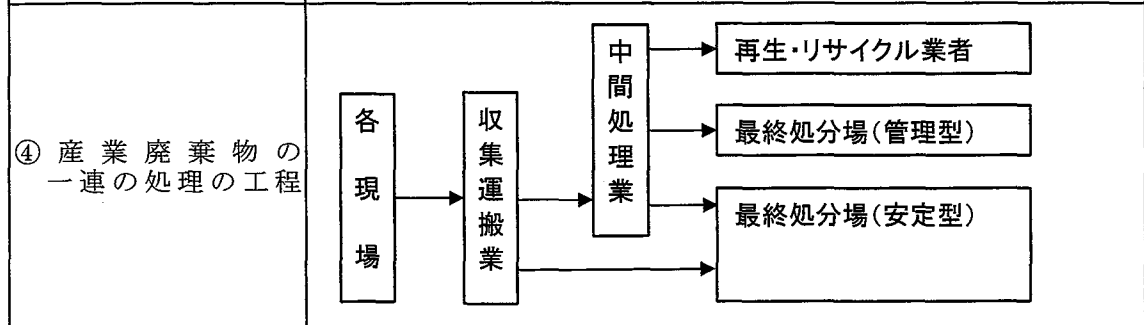 ④ 産業廃棄物の
一連の処理の工程
各現場
収集運搬業
中間処理業
再生・リサイクル業者
最終処分場(管理型)
最終処分場(安定型)